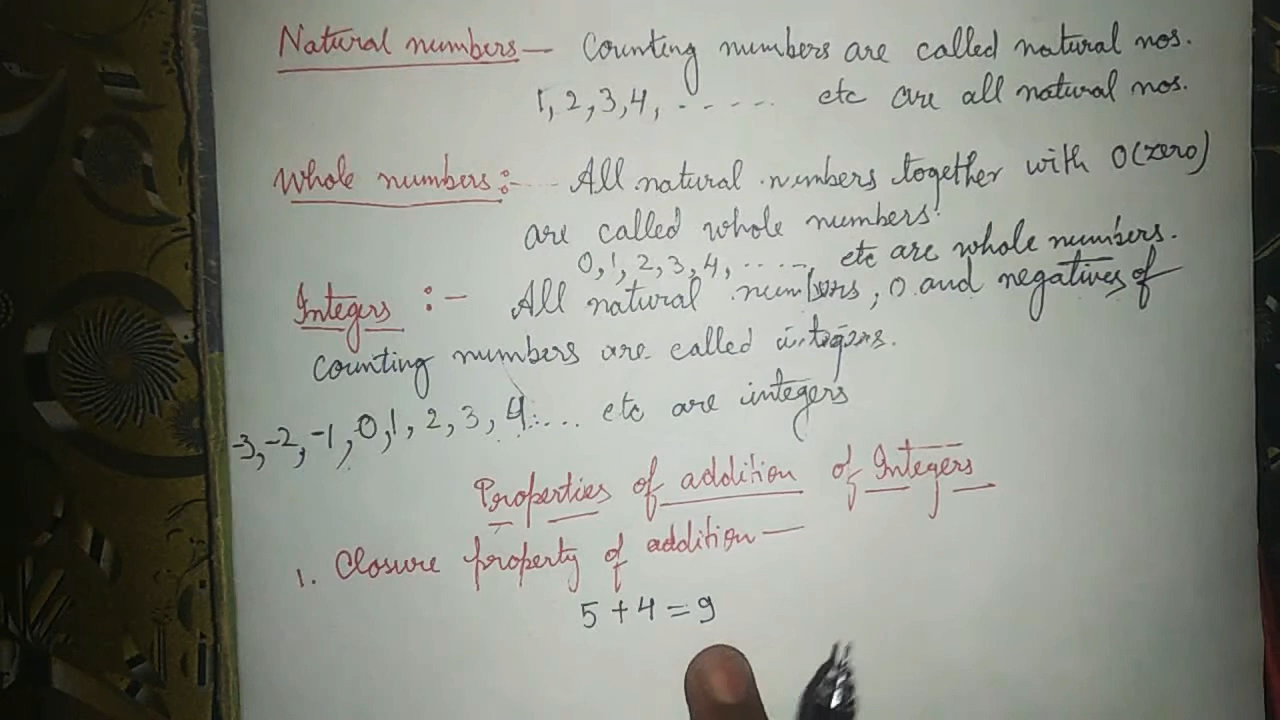 Natural numbers — Counting numbers are called natural nos.
1, 2, 3, 4, ..... etc are all natural nos.
Whole numbers :- All natural numbers together with 0 (zero)
are called whole numbers.
0, 1, 2, 3, 4, ....., etc are whole numbers.
Integers :- All natural numbers, 0 and negatives of
counting numbers are called integers.
-3, -2, -1, 0, 1, 2, 3, 4.... etc are integers
Properties of addition of Integers
1. Closure property of addition —
5 + 4 = 9